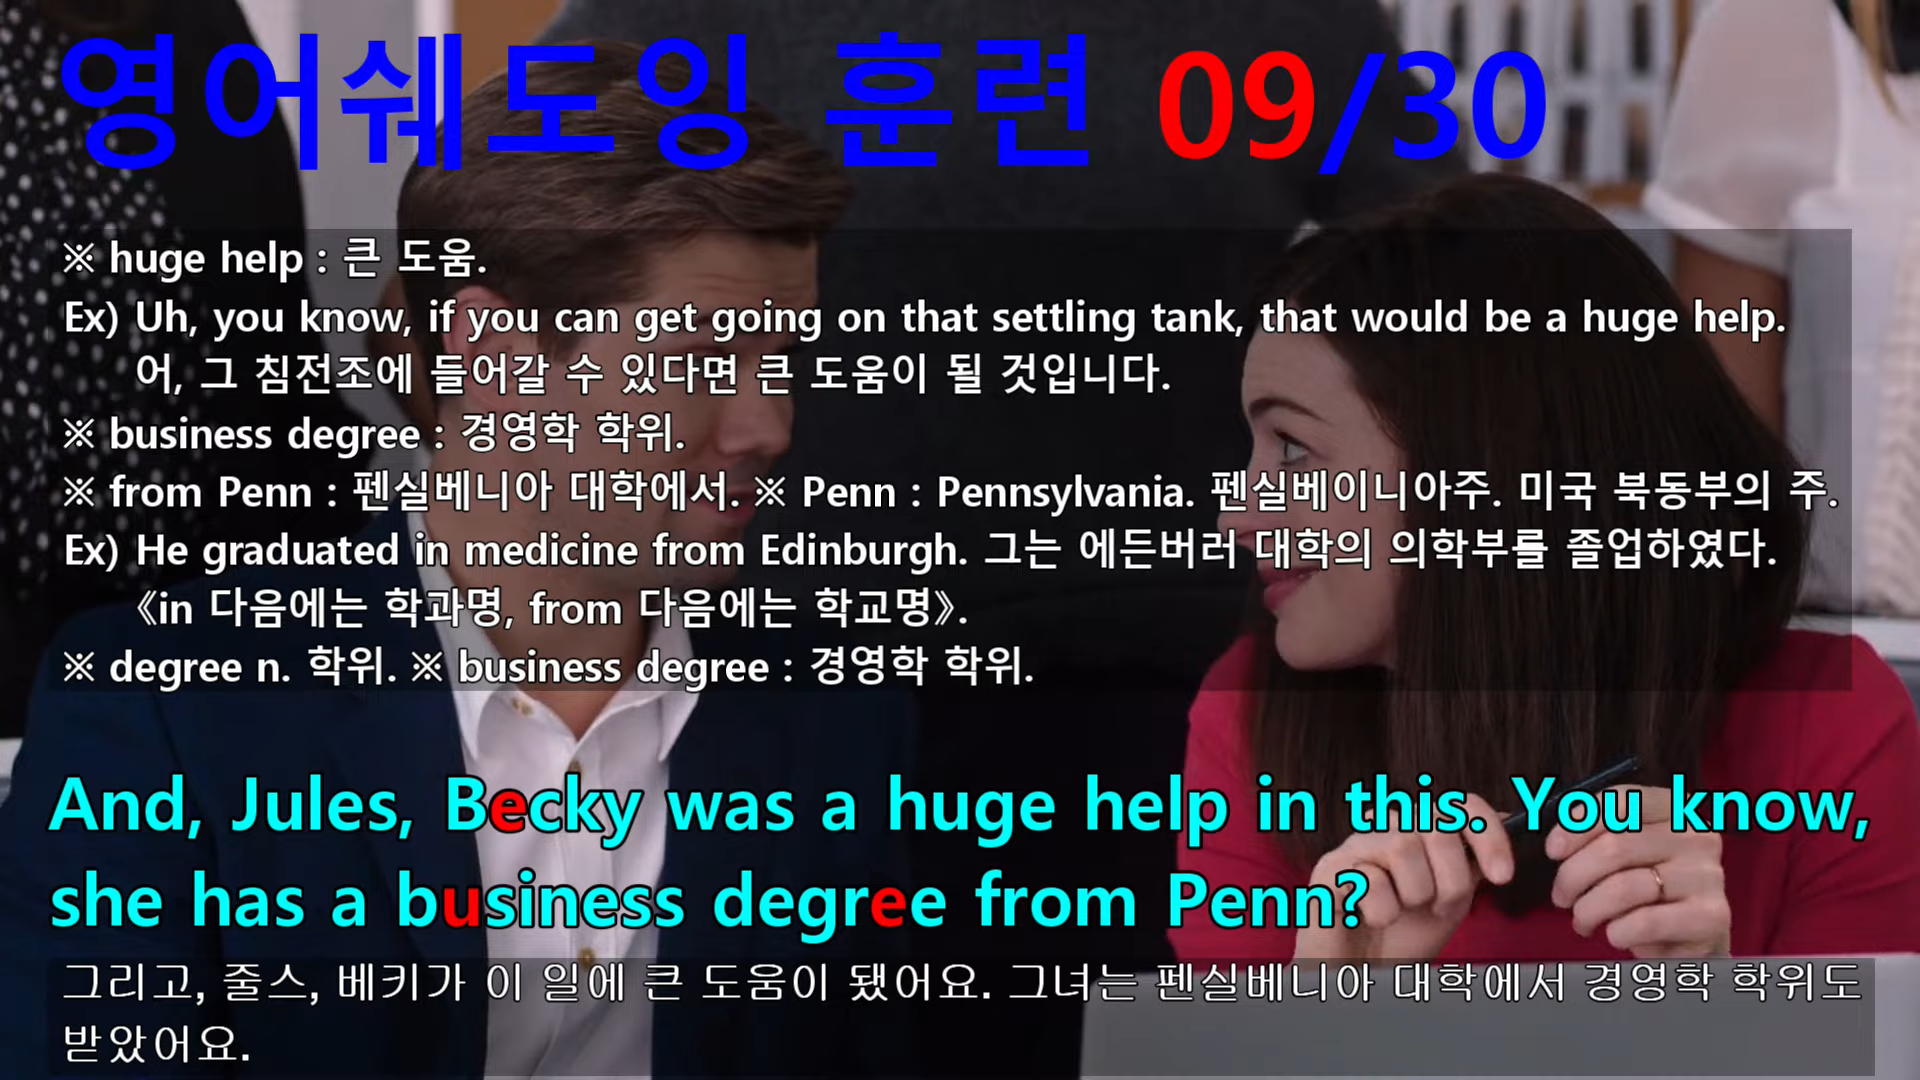 영어쉐도잉 훈련 09/30
※ huge help : 큰 도움.
Ex) Uh, you know, if you can get going on that settling tank, that would be a huge help.
어, 그 침전조에 들어갈 수 있다면 큰 도움이 될 것입니다.
※ business degree : 경영학 학위.
※ from Penn : 펜실베니아 대학에서. ※ Penn : Pennsylvania. 펜실베이니아주. 미국 북동부의 주.
Ex) He graduated in medicine from Edinburgh. 그는 에든버러 대학의 의학부를 졸업하였다.
《in 다음에는 학과명, from 다음에는 학교명》.
※ degree n. 학위. ※ business degree : 경영학 학위.
And, Jules, Becky was a huge help in this. You know,
she has a business degree from Penn?
그리고, 줄스, 베키가 이 일에 큰 도움이 됐어요. 그녀는 펜실베니아 대학에서 경영학 학위도
받았어요.